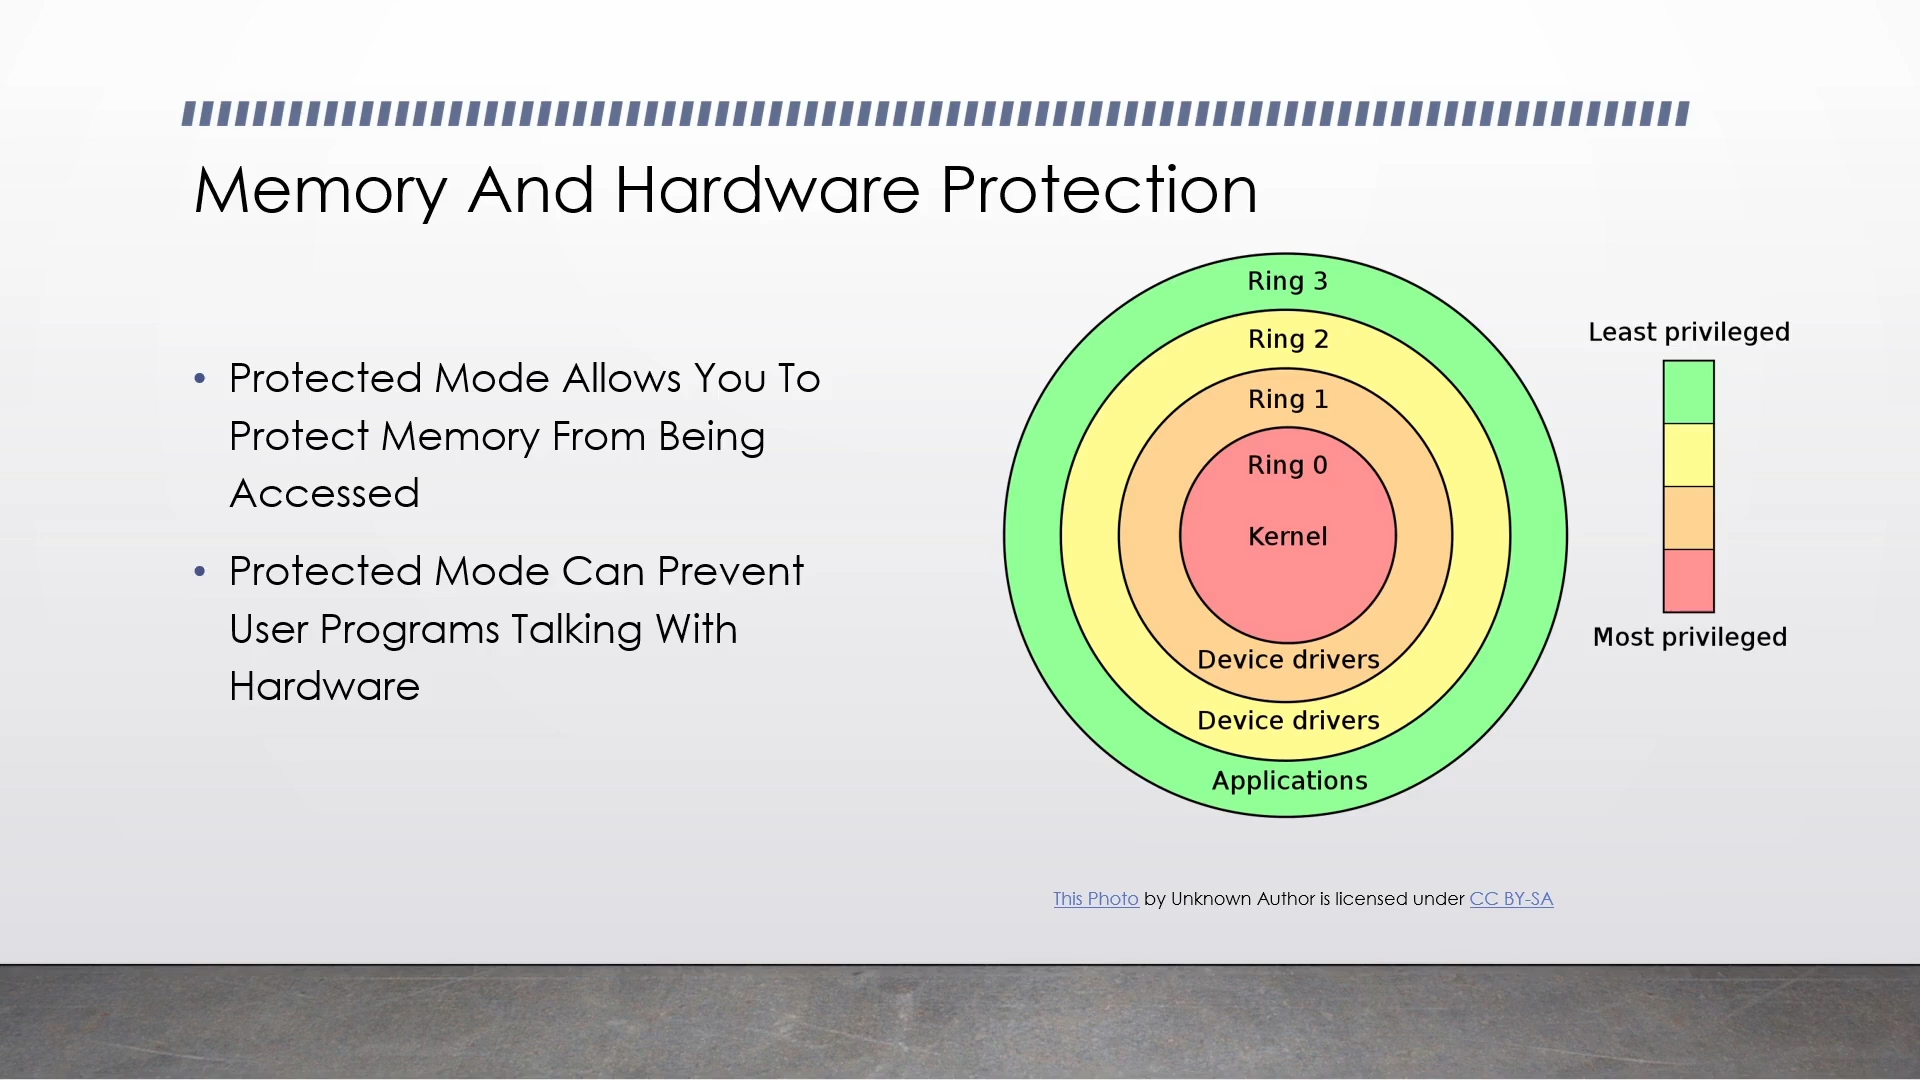 Memory And Hardware Protection
• Protected Mode Allows You To
Protect Memory From Being
Accessed
• Protected Mode Can Prevent
User Programs Talking With
Hardware
Ring 3
Ring 2
Ring 1
Ring 0
Kernel
Device drivers
Device drivers
Applications
Least privileged
Most privileged
This Photo by Unknown Author is licensed under CC BY-SA